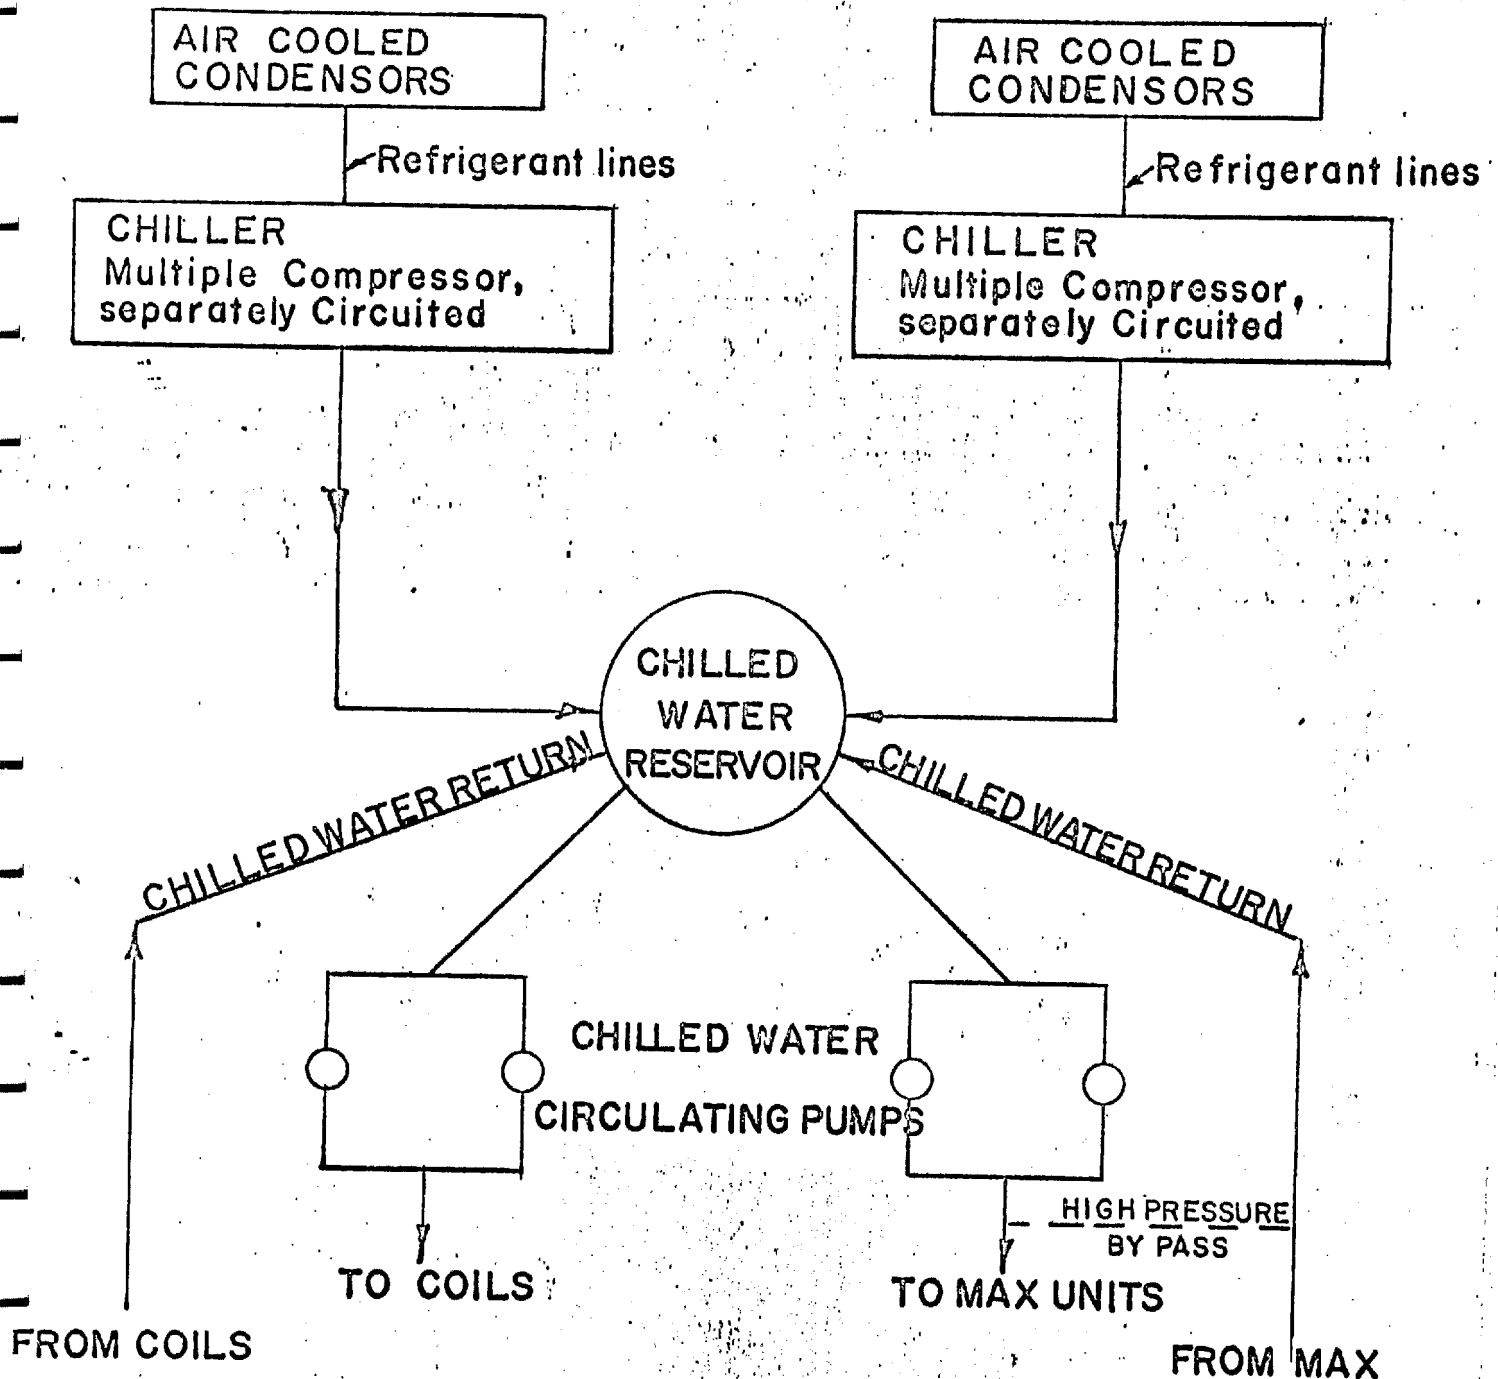 AIR COOLED
CONDENSORS
AIR COOLED
CONDENSORS
Refrigerant lines
Refrigerant lines
CHILLER
Multiple Compressor,
separately Circuited
CHILLER
Multiple Compressor,
separately Circuited
CHILLED
WATER
RESERVOIR
CHILLED WATER RETURN
CHILLED WATER RETURN
CHILLED WATER
CIRCULATING PUMPS
HIGH PRESSURE
BY PASS
TO COILS
TO MAX UNITS
FROM COILS
FROM MAX